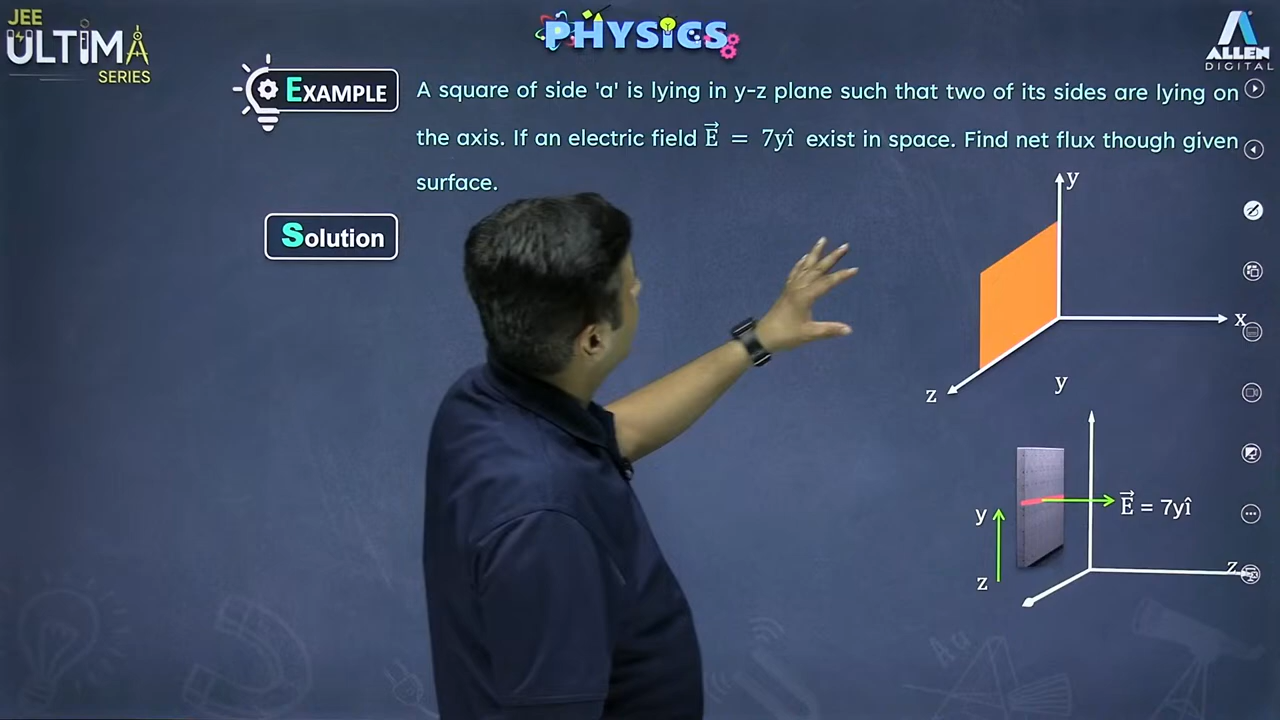 JEE
ULTIMA
SERIES
PHYSICS
ALLEN
DIGITAL
EXAMPLE
A square of side 'a' is lying in y-z plane such that two of its sides are lying on
the axis. If an electric field E⃗ = 7yî exist in space. Find net flux though given
surface.
Solution
y
x
z
y
E⃗ = 7yî
y
z
z
Au